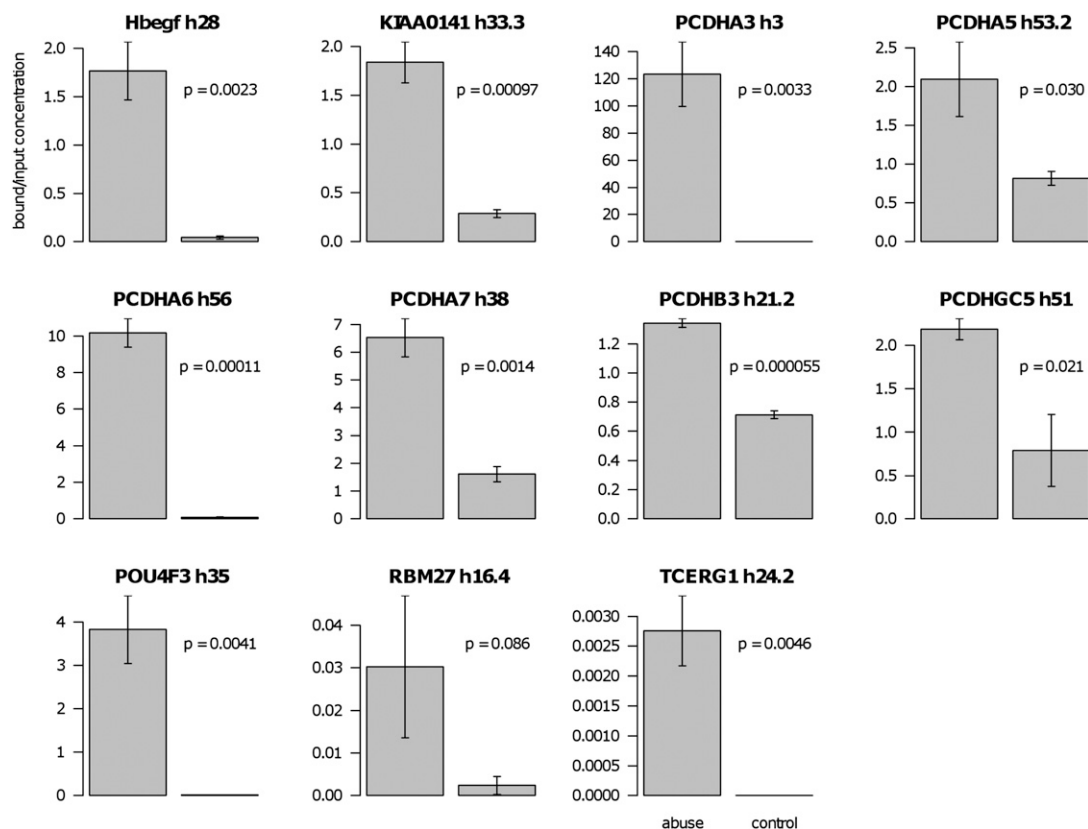 Hbegf h28
KIAA0141 h33.3
PCDHA3 h3
PCDHA5 h53.2
bound/input concentration
2.0
1.5
1.0
0.5
0.0
p = 0.0023
2.0
1.5
1.0
0.5
0.0
p = 0.00097
140
120
100
80
60
40
20
0
p = 0.0033
2.5
2.0
1.5
1.0
0.5
0.0
p = 0.030
PCDHA6 h56
PCDHA7 h38
PCDHB3 h21.2
PCDHGC5 h51
10
8
6
4
2
0
p = 0.00011
7
6
5
4
3
2
1
0
p = 0.0014
1.2
1.0
0.8
0.6
0.4
0.2
0.0
p = 0.000055
2.0
1.5
1.0
0.5
0.0
p = 0.021
POU4F3 h35
RBM27 h16.4
TCERG1 h24.2
4
3
2
1
0
p = 0.0041
0.04
0.03
0.02
0.01
0.00
p = 0.086
0.0030
0.0025
0.0020
0.0015
0.0010
0.0005
0.0000
p = 0.0046
abuse
control